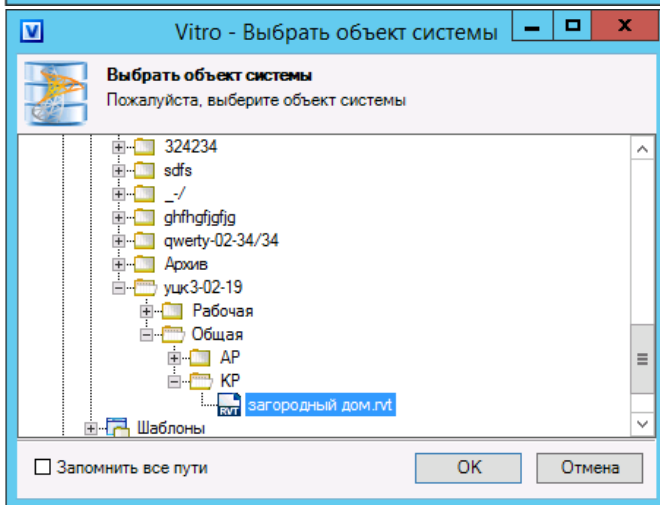 V
Vitro - Выбрать объект системы
Выбрать объект системы
Пожалуйста, выберите объект системы
324234
sdfs
_-/
ghfhgfjgfjg
qwerty-02-34/34
Архив
уцк3-02-19
Рабочая
Общая
АР
КР
RVT
загородный дом.rvt
Шаблоны
Запомнить все пути
OK
Отмена